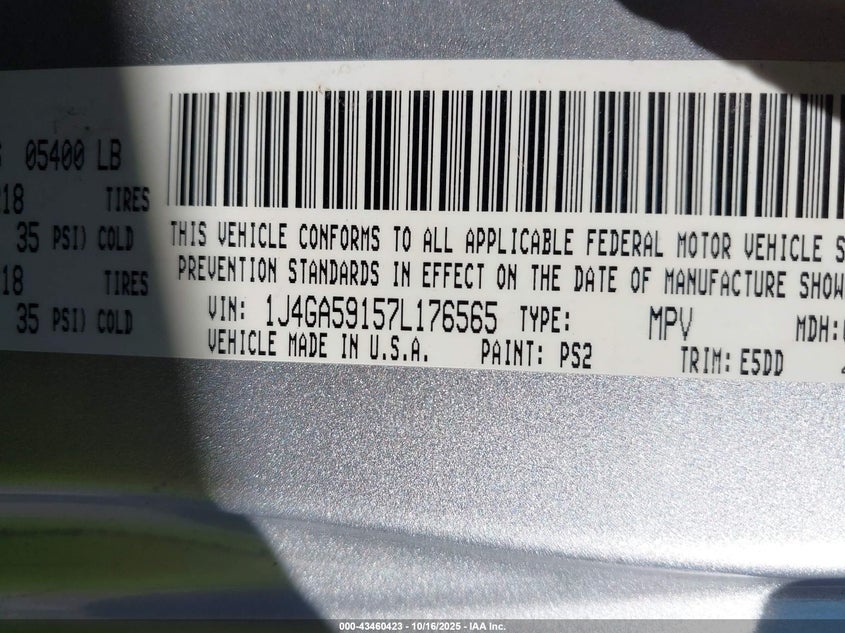 05400 LB
18 TIRES
35 PSI) COLD
18 TIRES
35 PSI) COLD
THIS VEHICLE CONFORMS TO ALL APPLICABLE FEDERAL MOTOR VEHICLE S
PREVENTION STANDARDS IN EFFECT ON THE DATE OF MANUFACTURE SHOW
VIN: 1J4GA59157L176565 TYPE: MPV MDH:
VEHICLE MADE IN U.S.A. PAINT: PS2 TRIM: E5DD
000-43460423 - 10/16/2025 - IAA Inc.